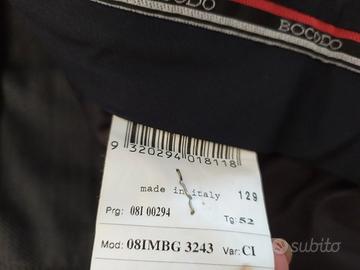 BOCODO
BOCODO
9 320294 018118
made in italy 129
Prg: 08I 00294
Tg: 52
Mod: 08IMBG 3243 Var: CI
subito